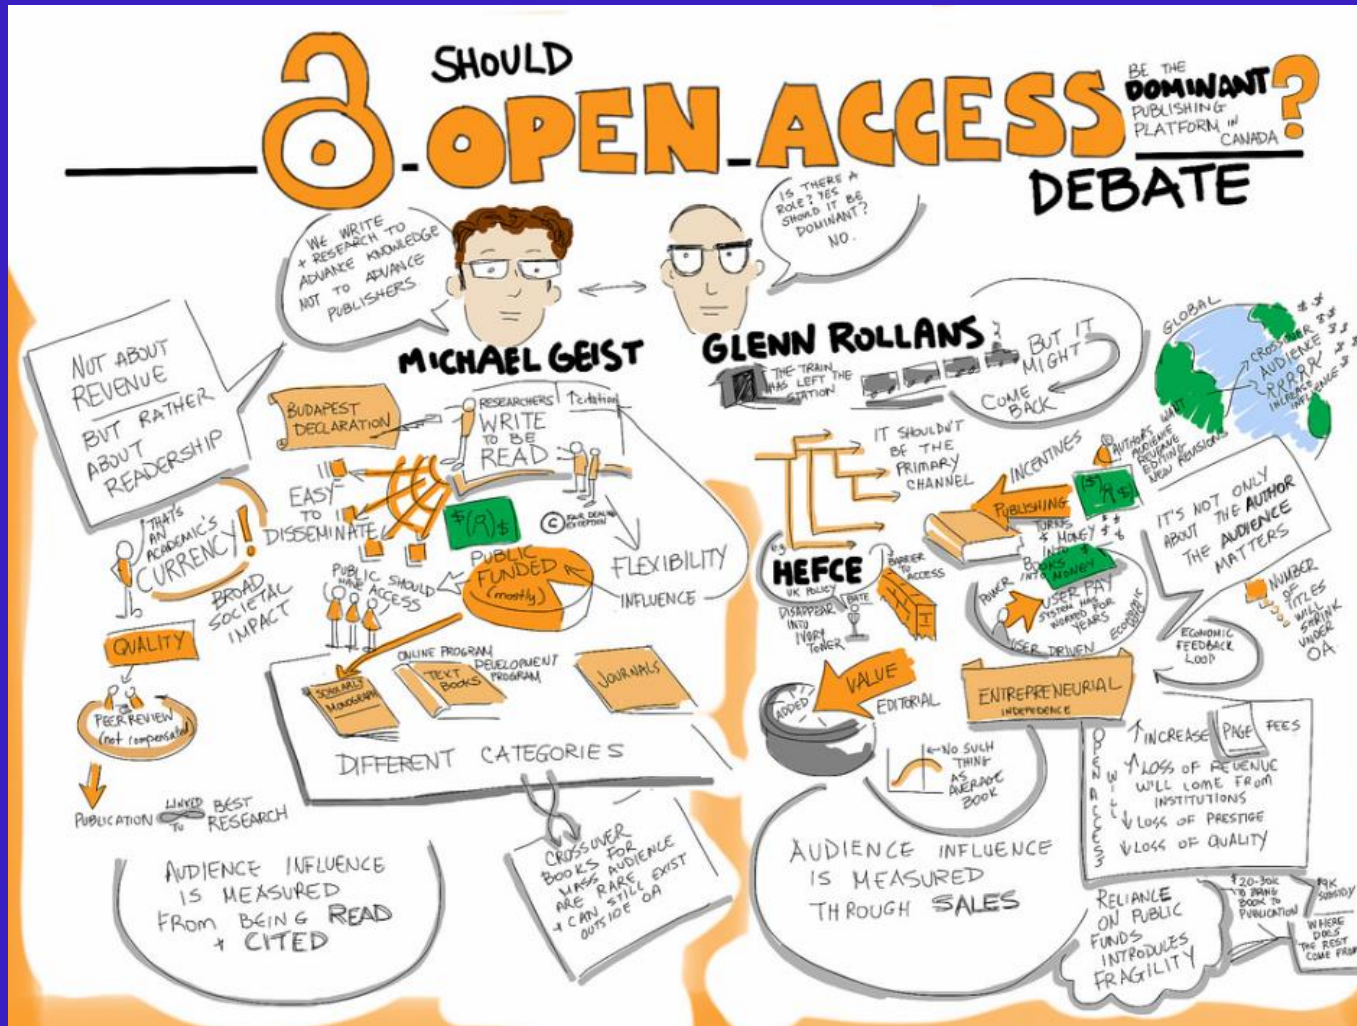 SHOULD
OPEN ACCESS
BE THE
DOMINANT
PUBLISHING
PLATFORM IN
CANADA?
DEBATE
WE WRITE
+ RESEARCH TO
ADVANCE KNOWLEDGE
NOT TO ADVANCE
PUBLISHERS
IS THERE A
ROLE? YES
SHOULD IT BE
DOMINANT?
NO.
MICHAEL GEIST
GLENN ROLLANS
NOT ABOUT
REVENUE
BUT RATHER
ABOUT
READERSHIP
BUDAPEST
DECLARATION
RESEARCHERS
WRITE
TO BE
READ
↑citation
EASY
TO
DISSEMINATE
$(R)$
© FAIR DEALING
EXCEPTION
FLEXIBILITY
INFLUENCE
PUBLIC
FUNDED
(mostly)
PUBLIC SHOULD
HAVE ACCESS
THAT'S
AN
ACADEMIC'S
CURRENCY!
BROAD
SOCIETAL
IMPACT
QUALITY
PEER REVIEW
(not compensated)
PUBLICATION
LINKED
TO
BEST
RESEARCH
SCHOLARLY
MONOGRAPH
ONLINE PROGRAM
TEXT
BOOKS
DEVELOPMENT
PROGRAM
JOURNALS
DIFFERENT CATEGORIES
AUDIENCE INFLUENCE
IS MEASURED
FROM BEING READ
+ CITED
CROSSOVER
BOOKS FOR
MASS AUDIENCE
ARE RARE
+ CAN STILL EXIST
OUTSIDE OA
THE TRAIN
HAS LEFT THE
STATION
BUT IT
MIGHT
COME
BACK
GLOBAL
CROSSOVER
AUDIENCE
INCREASE
INFLUENCE
IT SHOULDN'T
BE THE
PRIMARY
CHANNEL
INCENTIVES
AUTHORS WANT
AUDIENCE
REVENUE
EDITING
NEW REVISIONS
PUBLISHING
TURNS
MONEY
INTO
BOOKS
INTO MONEY
e.g.
HEFCE
UK POLICY
BARRIER TO
ACCESS
DISAPPEAR
INTO
IVORY
TOWER
POWER
USER PAY
SYSTEM HAS
WORKED FOR
YEARS
USER DRIVEN
IT'S NOT ONLY
ABOUT THE AUTHOR
THE AUDIENCE
MATTERS
NUMBER
OF
TITLES
WILL
SHRINK
UNDER
OA.
ECONOMIC
FEEDBACK
LOOP
ADDED
VALUE
EDITORIAL
ENTREPRENEURIAL
INDEPENDENCE
NO SUCH
THING
AS
AVERAGE
BOOK
OPEN ACCESS
WILL
↑ INCREASE PAGE FEES
↑ LOSS OF REVENUE
WILL COME FROM
INSTITUTIONS
↓ LOSS OF PRESTIGE
↓ LOSS OF QUALITY
AUDIENCE INFLUENCE
IS MEASURED
THROUGH SALES
RELIANCE
ON PUBLIC
FUNDS
INTRODUCES
FRAGILITY
$20-30K
TO BRING
BOOK TO
PUBLICATION
$9K
SUBSIDY
WHERE
DOES
THE REST
COME FROM